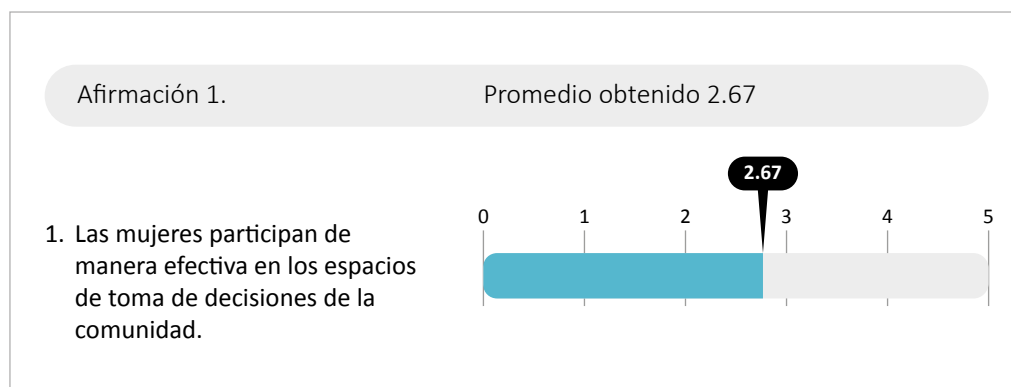 Afirmación 1.
Promedio obtenido 2.67
2.67
0 1 2 3 4 5
1. Las mujeres participan de
manera efectiva en los espacios
de toma de decisiones de la
comunidad.